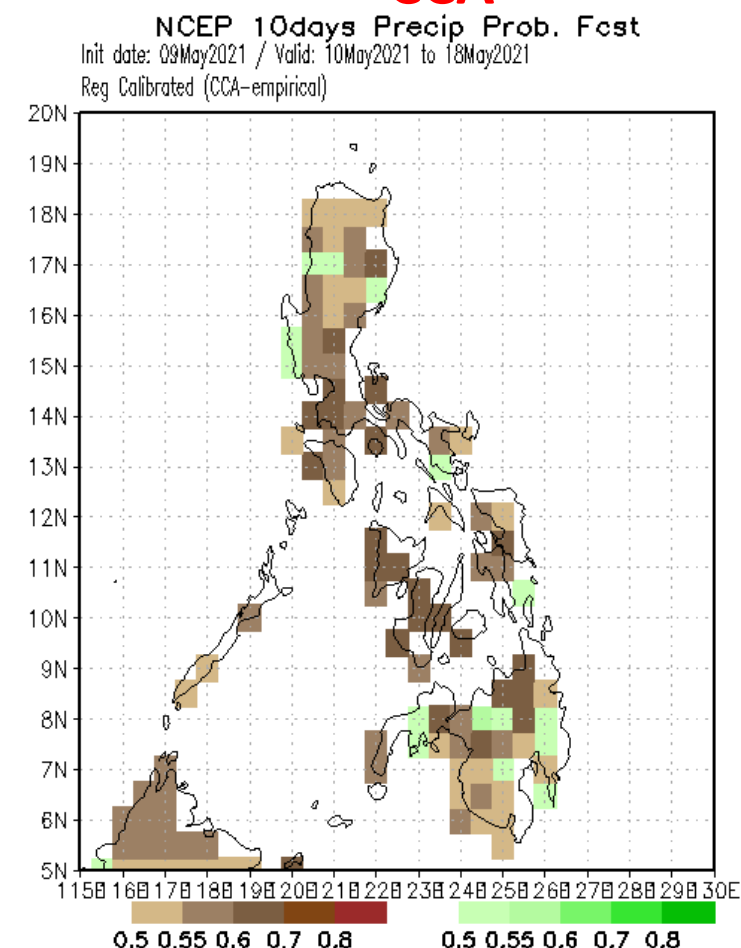 CCA
NCEP 10days Precip Prob. Fcst
Init date: 09May2021 / Valid: 10May2021 to 18May2021
Reg Calibrated (CCA-empirical)
20N
19N
18N
17N
16N
15N
14N
13N
12N
11N
10N
9N
8N
7N
6N
5N
115E 116E 117E 118E 119E 120E 121E 122E 123E 124E 125E 126E 127E 128E 129E 130E
0.5 0.55 0.6 0.7 0.8 0.5 0.55 0.6 0.7 0.8